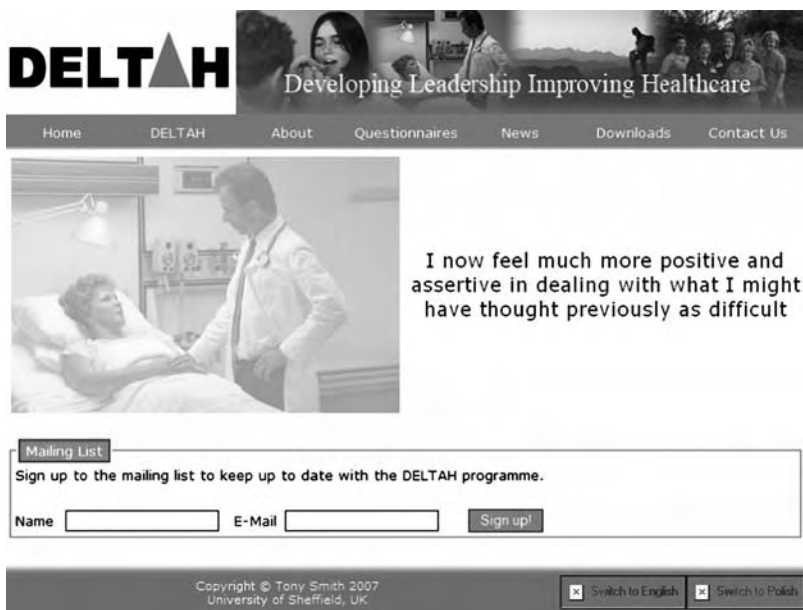 DELTAH
Developing Leadership Improving Healthcare
Home DELTAH About Questionnaires News Downloads Contact Us
I now feel much more positive and
assertive in dealing with what I might
have thought previously as difficult
Mailing List
Sign up to the mailing list to keep up to date with the DELTAH programme.
Name E-Mail Sign up!
Copyright © Tony Smith 2007
University of Sheffield, UK
Switch to English Switch to Polish